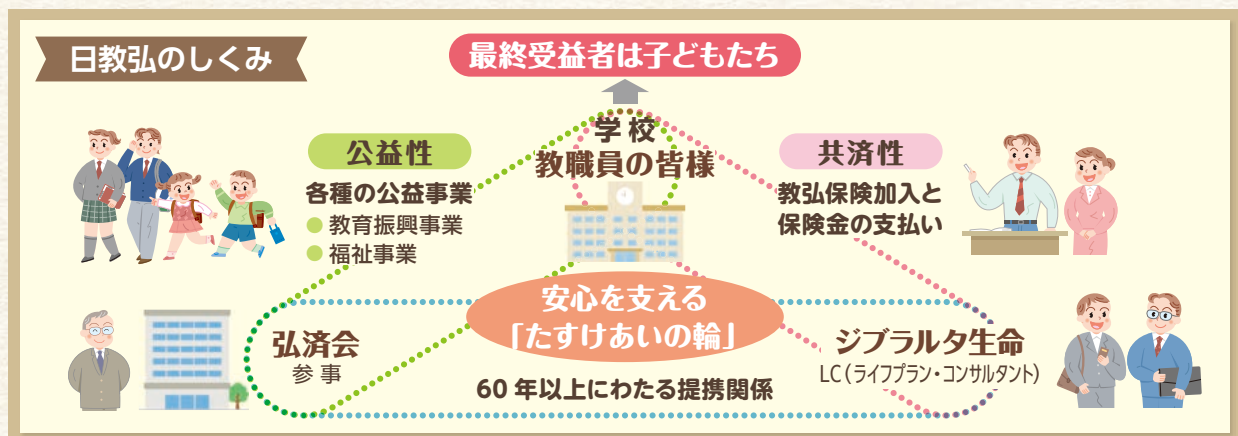 日教弘のしくみ
最終受益者は子どもたち
学校
教職員の皆様
公益性
各種の公益事業
● 教育振興事業
● 福祉事業
共済性
教弘保険加入と
保険金の支払い
安心を支える
「たすけあいの輪」
弘済会
参事
ジブラルタ生命
LC(ライフプラン・コンサルタント)
60年以上にわたる提携関係